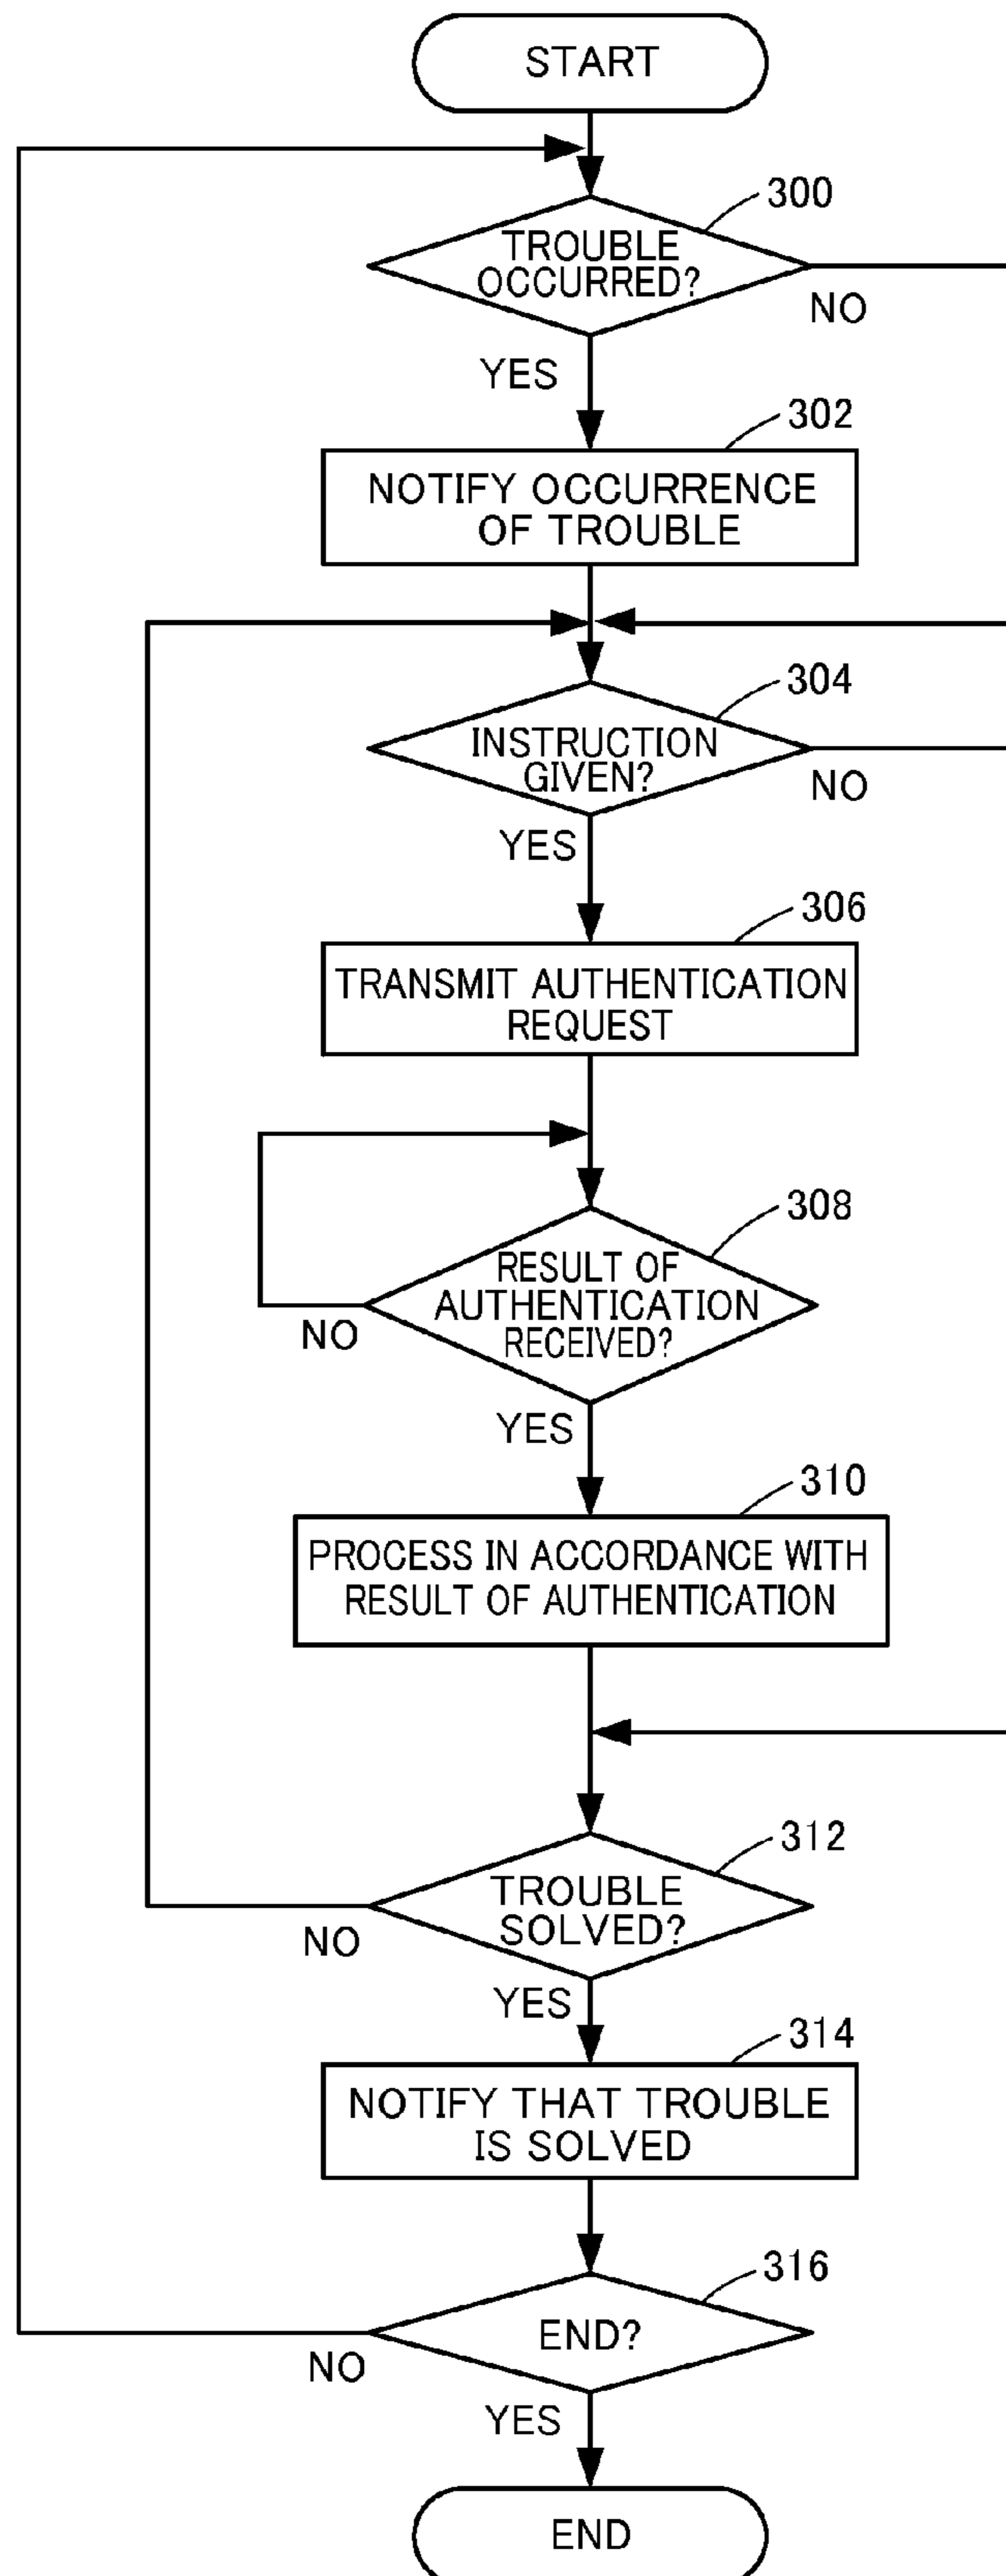 START
300
TROUBLE
OCCURRED?
NO
YES
302
NOTIFY OCCURRENCE
OF TROUBLE
304
INSTRUCTION
GIVEN?
NO
YES
306
TRANSMIT AUTHENTICATION
REQUEST
308
RESULT OF
AUTHENTICATION
RECEIVED?
NO
YES
310
PROCESS IN ACCORDANCE WITH
RESULT OF AUTHENTICATION
312
TROUBLE
SOLVED?
NO
YES
314
NOTIFY THAT TROUBLE
IS SOLVED
316
END?
NO
YES
END